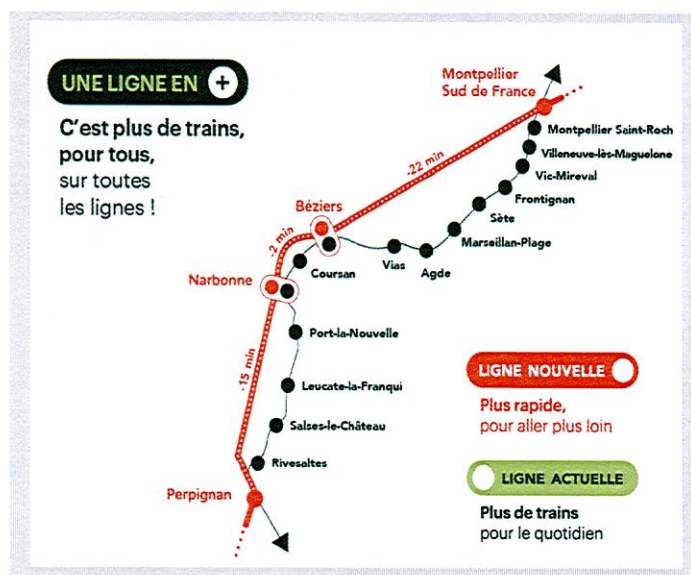 UNE LIGNE EN +
C'est plus de trains,
pour tous,
sur toutes
les lignes !
Montpellier
Sud de France
Montpellier Saint-Roch
Villeneuve-lès-Maguelone
Vic-Mireval
Frontignan
Sète
Marseillan-Plage
Agde
Vias
-22 min
Béziers
-2 min
Coursan
Narbonne
Port-la-Nouvelle
-15 min
Leucate-la-Franqui
Salses-le-Château
Rivesaltes
Perpignan
LIGNE NOUVELLE
Plus rapide,
pour aller plus loin
LIGNE ACTUELLE
Plus de trains
pour le quotidien